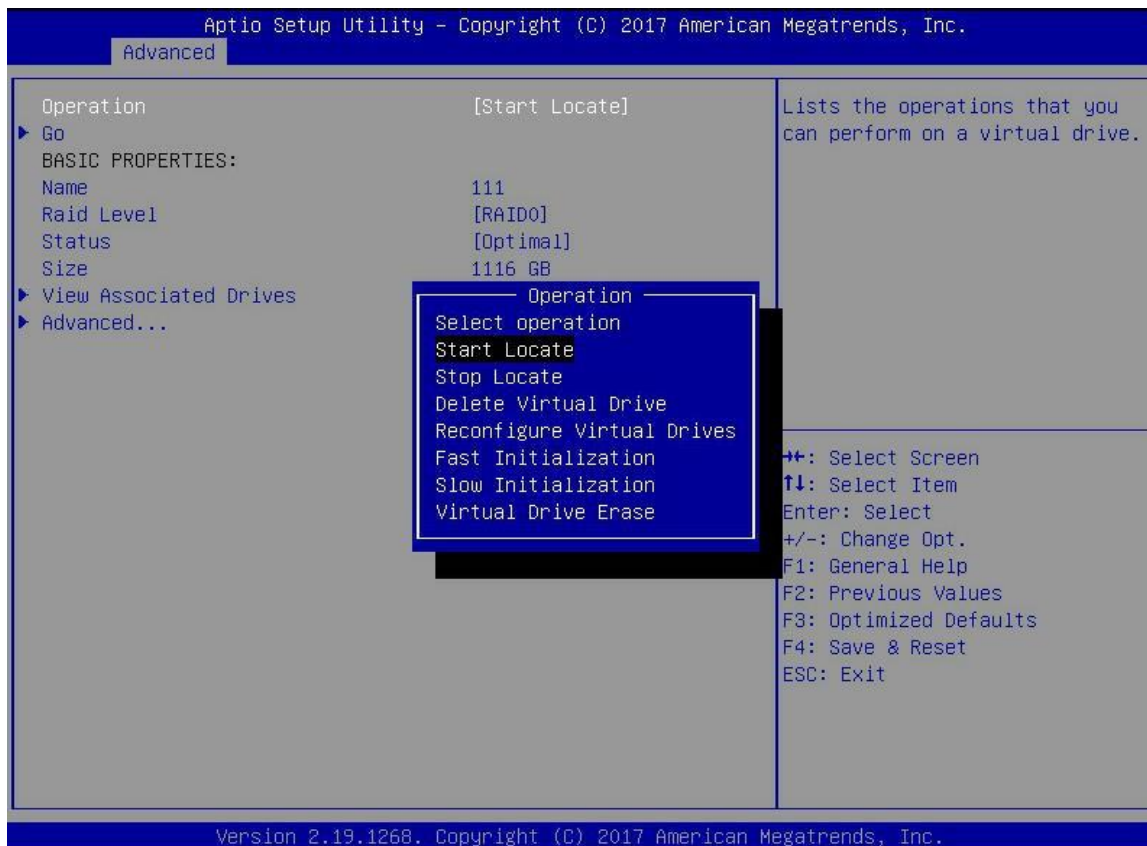 Aptio Setup Utility – Copyright (C) 2017 American Megatrends, Inc.
Advanced
Operation [Start Locate]
▶ Go
BASIC PROPERTIES:
Name 111
Raid Level [RAID0]
Status [Optimal]
Size 1116 GB
▶ View Associated Drives
▶ Advanced...
Operation
Select operation
Start Locate
Stop Locate
Delete Virtual Drive
Reconfigure Virtual Drives
Fast Initialization
Slow Initialization
Virtual Drive Erase
Lists the operations that you
can perform on a virtual drive.
→←: Select Screen
↑↓: Select Item
Enter: Select
+/-: Change Opt.
F1: General Help
F2: Previous Values
F3: Optimized Defaults
F4: Save & Reset
ESC: Exit
Version 2.19.1268. Copyright (C) 2017 American Megatrends, Inc.